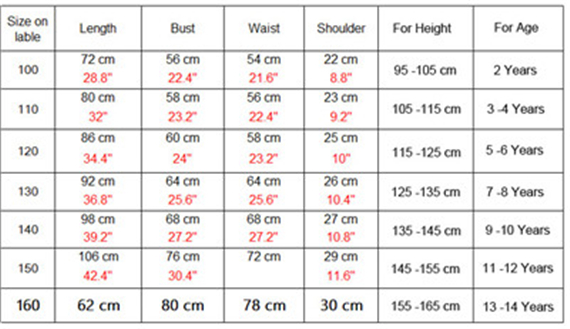 Size on lable Length Bust Waist Shoulder For Height For Age
100 72 cm 56 cm 54 cm 22 cm 95 -105 cm 2 Years
28.8" 22.4" 21.6" 8.8"
110 80 cm 58 cm 56 cm 23 cm 105 -115 cm 3 -4 Years
32" 23.2" 22.4" 9.2"
120 86 cm 60 cm 58 cm 25 cm 115 -125 cm 5 -6 Years
34.4" 24" 23.2" 10"
130 92 cm 64 cm 64 cm 26 cm 125 -135 cm 7 -8 Years
36.8" 25.6" 25.6" 10.4"
140 98 cm 68 cm 68 cm 27 cm 135 -145 cm 9 -10 Years
39.2" 27.2" 27.2" 10.8"
150 106 cm 76 cm 72 cm 29 cm 145 -155 cm 11 -12 Years
42.4" 30.4" 11.6"
160 62 cm 80 cm 78 cm 30 cm 155 -165 cm 13 -14 Years